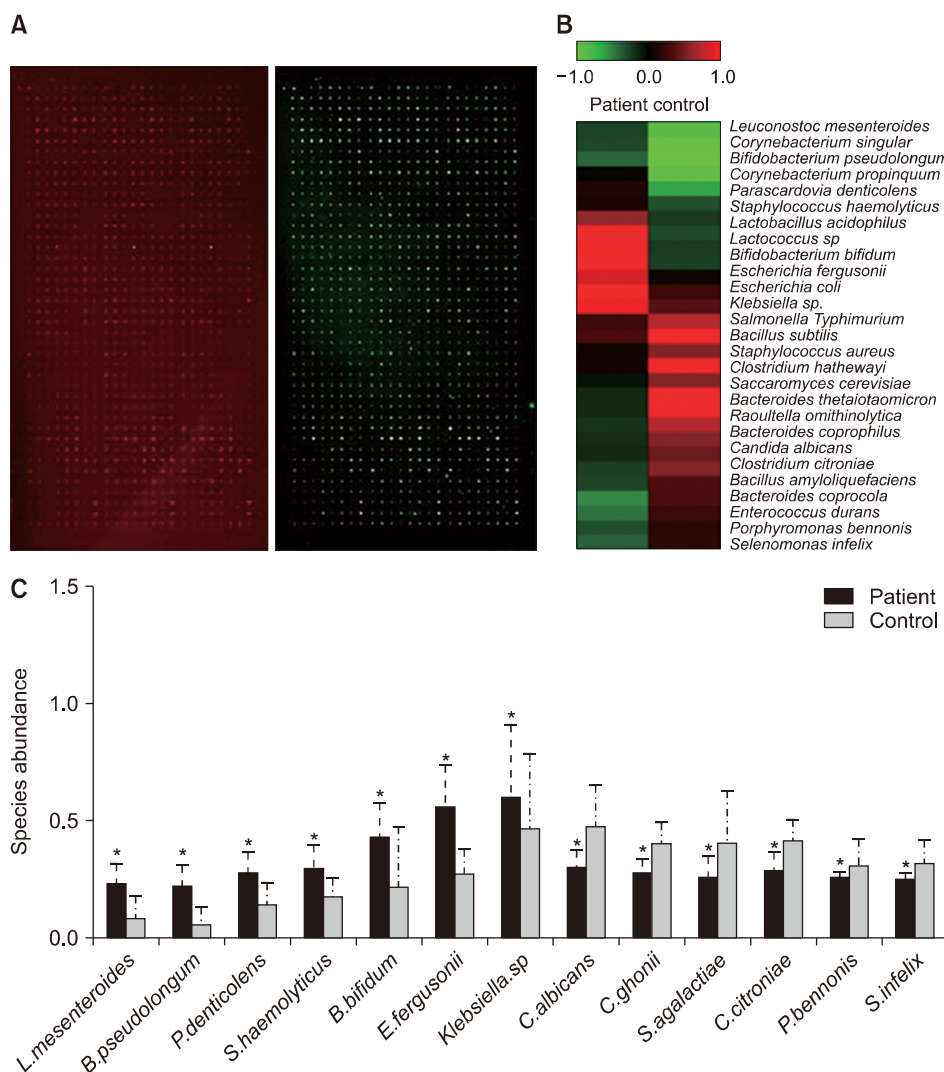 A
B
−1.0 0.0 1.0
Patient control
Leuconostoc mesenteroides
Corynebacterium singular
Bifidobacterium pseudolongum
Corynebacterium propinquum
Parascardovia denticolens
Staphylococcus haemolyticus
Lactobacillus acidophilus
Lactococcus sp
Bifidobacterium bifidum
Escherichia fergusonii
Escherichia coli
Klebsiella sp.
Salmonella Typhimurium
Bacillus subtilis
Staphylococcus aureus
Clostridium hathewayi
Saccaromyces cerevisiae
Bacteroides thetaiotaomicron
Raoultella ornithinolytica
Bacteroides coprophilus
Candida albicans
Clostridium citroniae
Bacillus amyloliquefaciens
Bacteroides coprocola
Enterococcus durans
Porphyromonas bennonis
Selenomonas infelix
C
Species abundance
1.5
1.0
0.5
0.0
Patient
Control
* * * * * * * * * * * * *
L.mesenteroides
B.pseudolongum
P.denticolens
S.haemolyticus
B.bifidum
E.fergusonii
Klebsiella.sp
C.albicans
C.ghonii
S.agalactiae
C.citroniae
P.bennonis
S.infelix